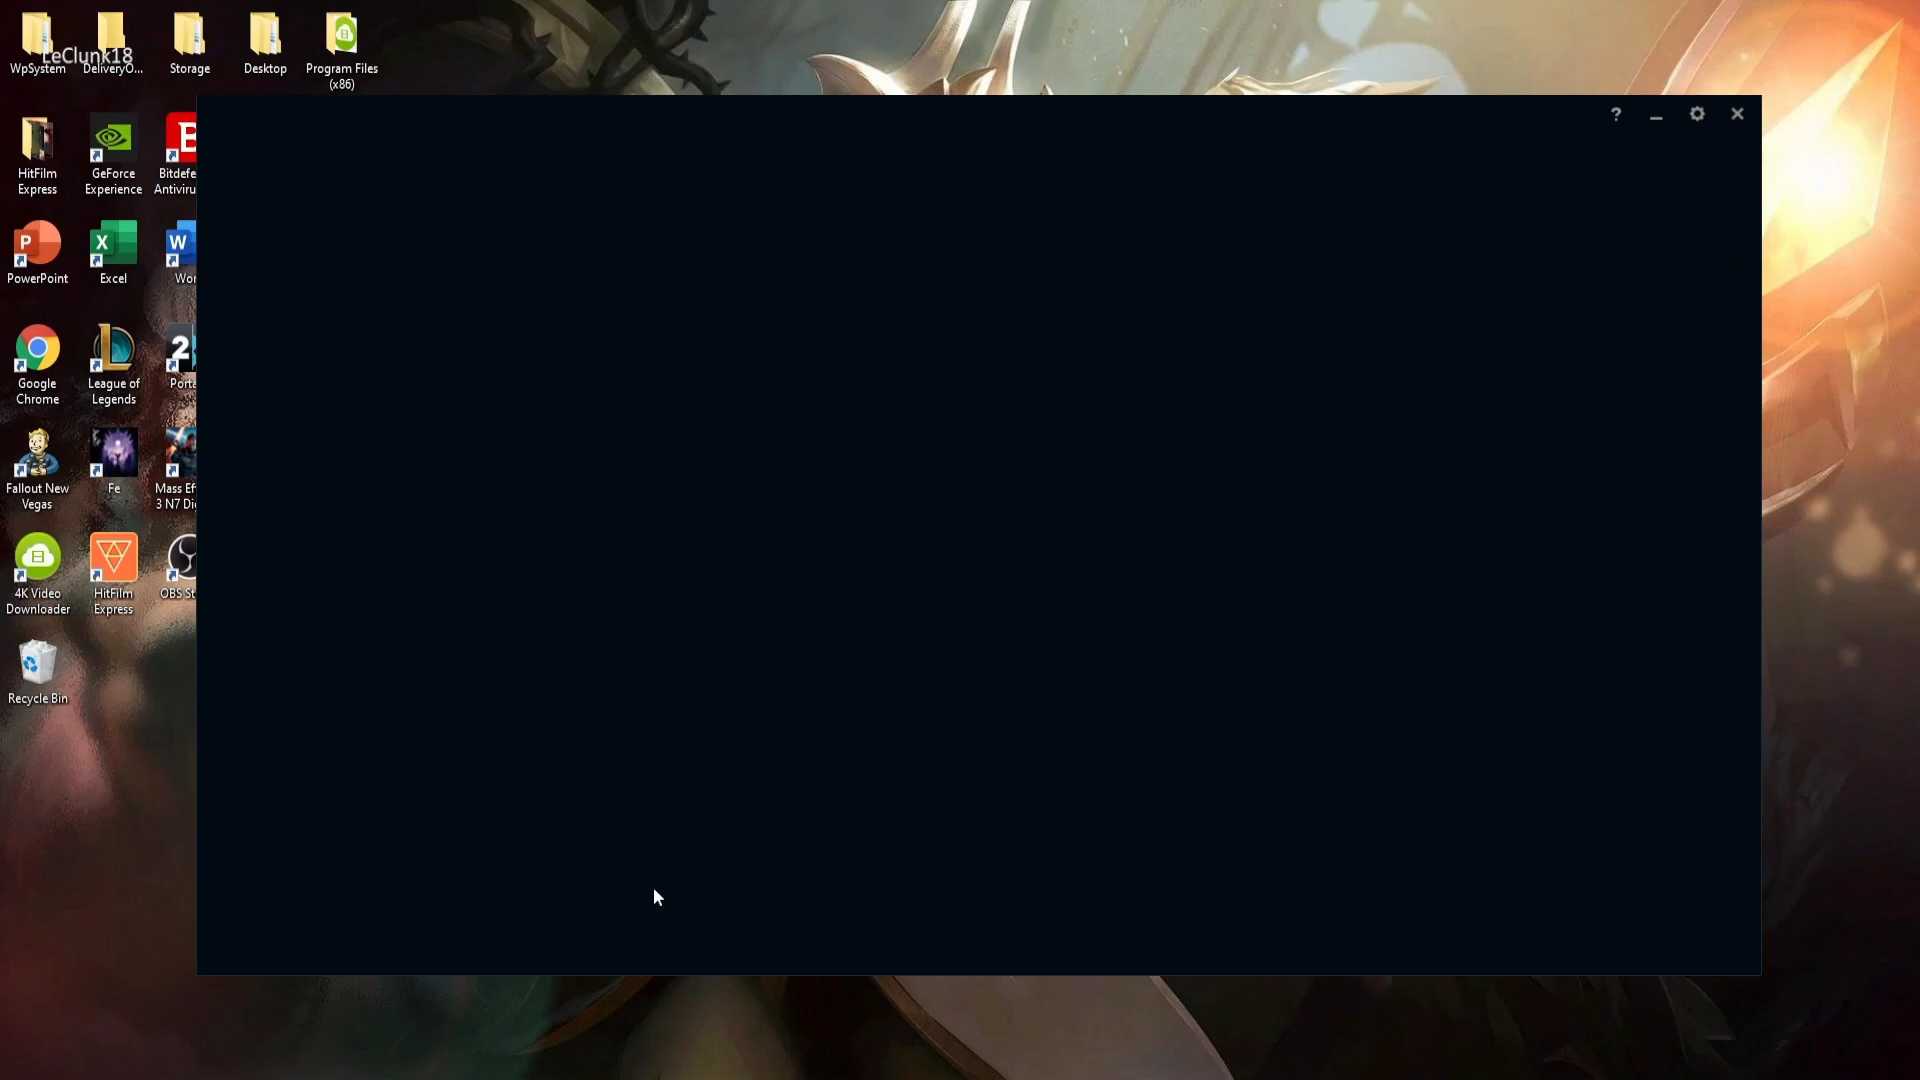 LeClunk18
WpSystem
DeliveryO...
Storage
Desktop
Program Files
(x86)
HitFilm
Express
GeForce
Experience
Bitdefe
Antiviru
PowerPoint
Excel
Wor
Google
Chrome
League of
Legends
Porta
Fallout New
Vegas
Fe
Mass Ef
3 N7 Di
4K Video
Downloader
HitFilm
Express
OBS St
Recycle Bin